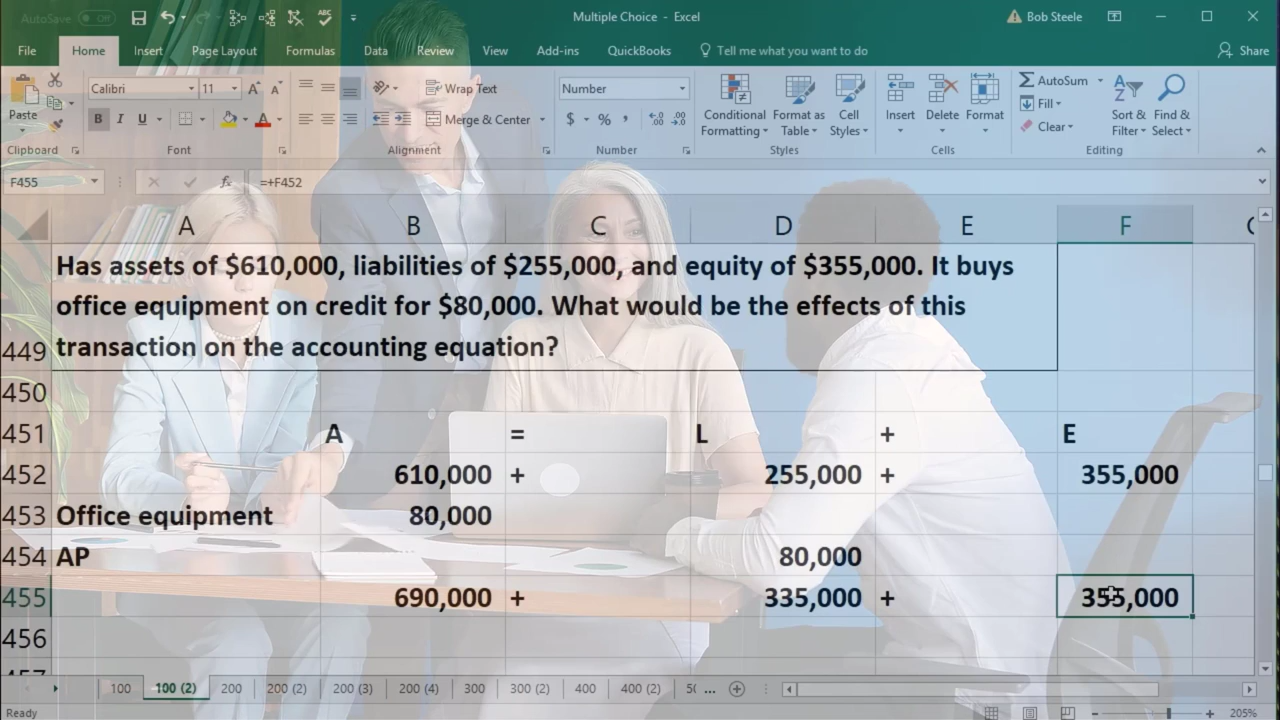 AutoSave Off Multiple Choice - Excel Bob Steele
File Home Insert Page Layout Formulas Data Review View Add-ins QuickBooks Tell me what you want to do Share
Calibri 11 Wrap Text Number AutoSum
Paste B I U Merge & Center $ % , Conditional Formatting Format as Table Cell Styles Insert Delete Format Fill Clear Sort & Filter Find & Select
Clipboard Font Alignment Number Styles Cells Editing
F455 fx =+F452
A B C D E F
449 Has assets of $610,000, liabilities of $255,000, and equity of $355,000. It buys
office equipment on credit for $80,000. What would be the effects of this
transaction on the accounting equation?
450
451 A = L + E
452 610,000 + 255,000 + 355,000
453 Office equipment 80,000
454 AP 80,000
455 690,000 + 335,000 + 355,000
456
100 100 (2) 200 200 (2) 200 (3) 200 (4) 300 300 (2) 400 400 (2) ...
Ready 205%